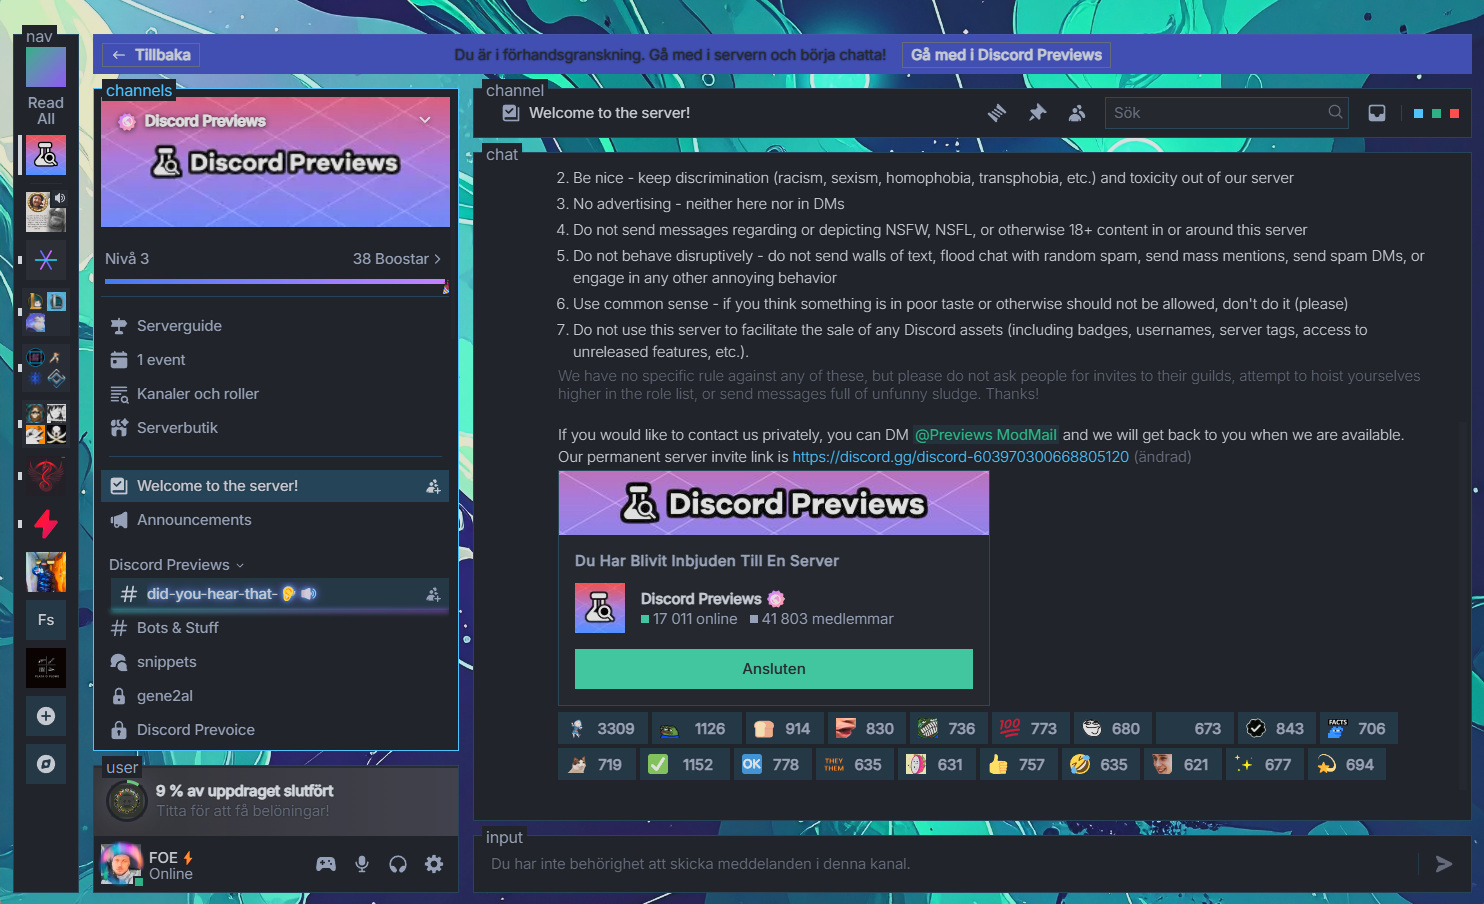 nav
Read
All
Fs
← Tillbaka
Du är i förhandsgranskning. Gå med i servern och börja chatta!
Gå med i Discord Previews
channels
Discord Previews
Discord Previews
Nivå 3
38 Boostar
Serverguide
1 event
Kanaler och roller
Serverbutik
Welcome to the server!
Announcements
Discord Previews
did-you-hear-that-👂🔊
Bots & Stuff
snippets
gene2al
Discord Prevoice
user
9 % av uppdraget slutfört
Titta för att få belöningar!
FOE
Online
channel
Welcome to the server!
Sök
chat
2. Be nice - keep discrimination (racism, sexism, homophobia, transphobia, etc.) and toxicity out of our server
3. No advertising - neither here nor in DMs
4. Do not send messages regarding or depicting NSFW, NSFL, or otherwise 18+ content in or around this server
5. Do not behave disruptively - do not send walls of text, flood chat with random spam, send mass mentions, send spam DMs, or
engage in any other annoying behavior
6. Use common sense - if you think something is in poor taste or otherwise should not be allowed, don't do it (please)
7. Do not use this server to facilitate the sale of any Discord assets (including badges, usernames, server tags, access to
unreleased features, etc.).
We have no specific rule against any of these, but please do not ask people for invites to their guilds, attempt to hoist yourselves
higher in the role list, or send messages full of unfunny sludge. Thanks!
If you would like to contact us privately, you can DM @Previews ModMail and we will get back to you when we are available.
Our permanent server invite link is https://discord.gg/discord-603970300668805120 (ändrad)
Discord Previews
Du Har Blivit Inbjuden Till En Server
Discord Previews
17 011 online 41 803 medlemmar
Ansluten
3309 1126 914 830 736 100 773 680 673 843 FACTS 706
719 1152 OK 778 THEY THEM 635 631 757 635 621 677 694
input
Du har inte behörighet att skicka meddelanden i denna kanal.